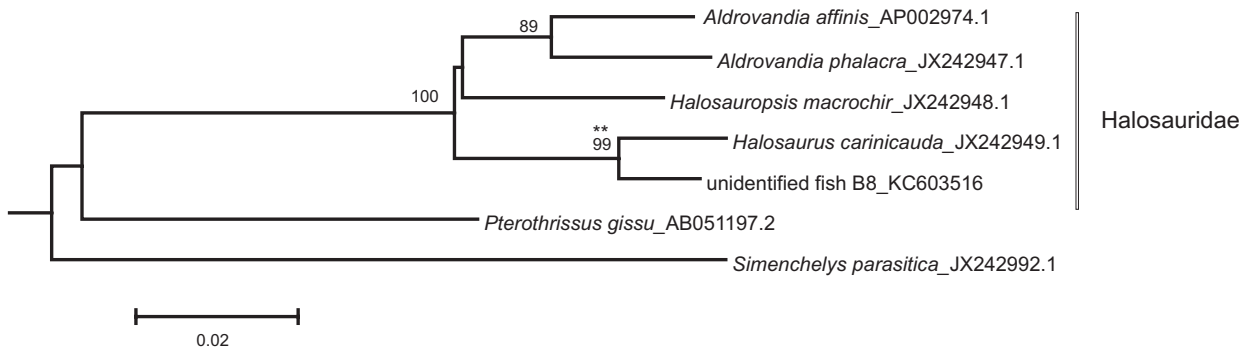 Aldrovandia affinis_AP002974.1
89
Aldrovandia phalacra_JX242947.1
100
Halosauropsis macrochir_JX242948.1
Halosauridae
**
99
Halosaurus carinicauda_JX242949.1
unidentified fish B8_KC603516
Pterothrissus gissu_AB051197.2
Simenchelys parasitica_JX242992.1
0.02